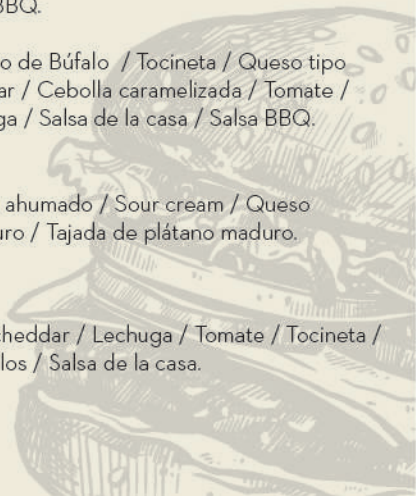 BBQ.
o de Búfalo / Tocineta / Queso tipo
ar / Cebolla caramelizada / Tomate /
ga / Salsa de la casa / Salsa BBQ.
ahumado / Sour cream / Queso
uro / Tajada de plátano maduro.
cheddar / Lechuga / Tomate / Tocineta /
los / Salsa de la casa.